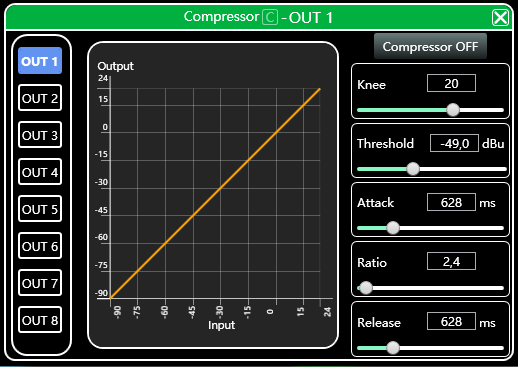 Compressor C -OUT 1
OUT 1
OUT 2
OUT 3
OUT 4
OUT 5
OUT 6
OUT 7
OUT 8
Output
24
15
0
-15
-30
-45
-60
-75
-90
-90 -75 -60 -45 -30 -15 0 15 24
Input
Compressor OFF
Knee 20
Threshold -49,0 dBu
Attack 628 ms
Ratio 2,4
Release 628 ms